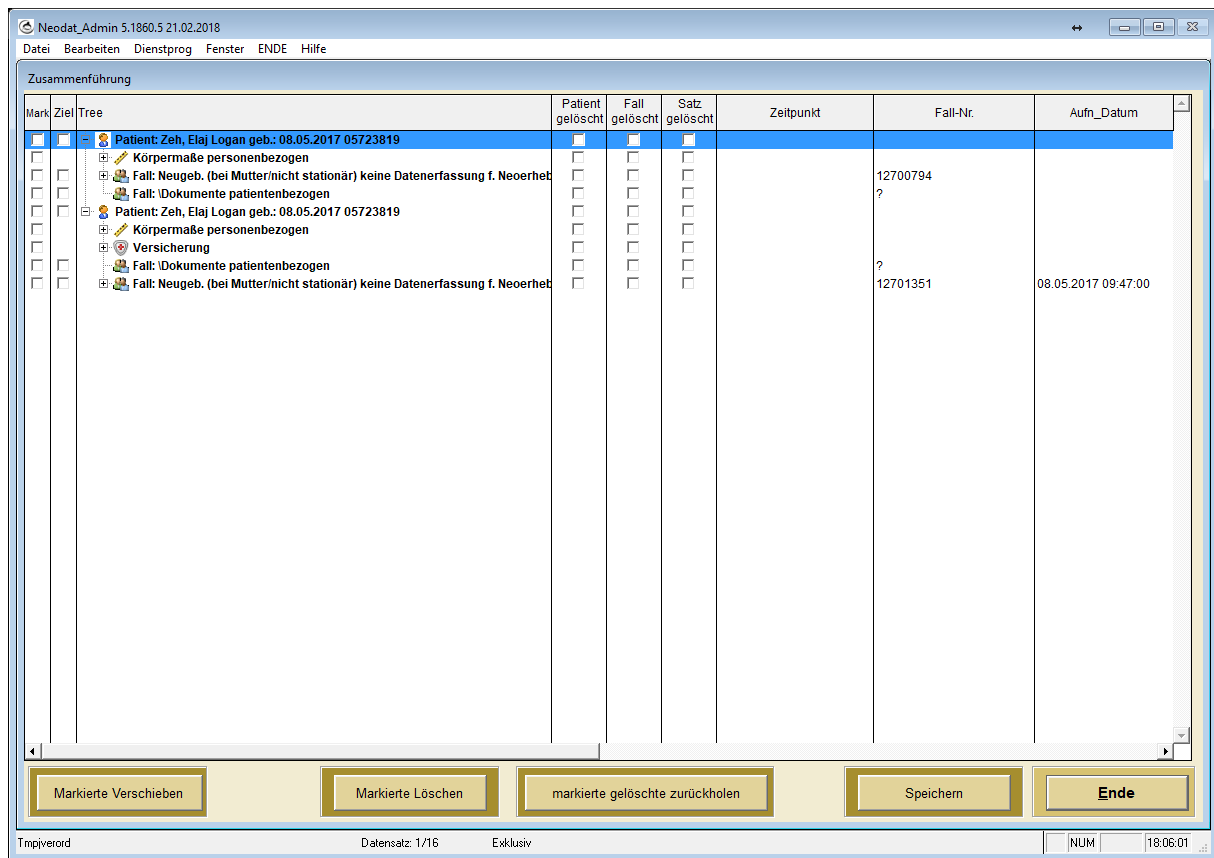 Neodat_Admin 5.1860.5 21.02.2018
Datei Bearbeiten Dienstprog Fenster ENDE Hilfe
Zusammenführung
Mark Ziel Tree Patient gelöscht Fall gelöscht Satz gelöscht Zeitpunkt Fall-Nr. Aufn_Datum
Patient: Zeh, Elaj Logan geb.: 08.05.2017 05723819
Körpermaße personenbezogen
Fall: Neugeb. (bei Mutter/nicht stationär) keine Datenerfassung f. Neoerheb 12700794
Fall: \Dokumente patientenbezogen ?
Patient: Zeh, Elaj Logan geb.: 08.05.2017 05723819
Körpermaße personenbezogen
Versicherung
Fall: \Dokumente patientenbezogen ?
Fall: Neugeb. (bei Mutter/nicht stationär) keine Datenerfassung f. Neoerheb 12701351 08.05.2017 09:47:00
Markierte Verschieben Markierte Löschen markierte gelöschte zurückholen Speichern Ende
Tmpjverord Datensatz: 1/16 Exklusiv NUM 18:06:01